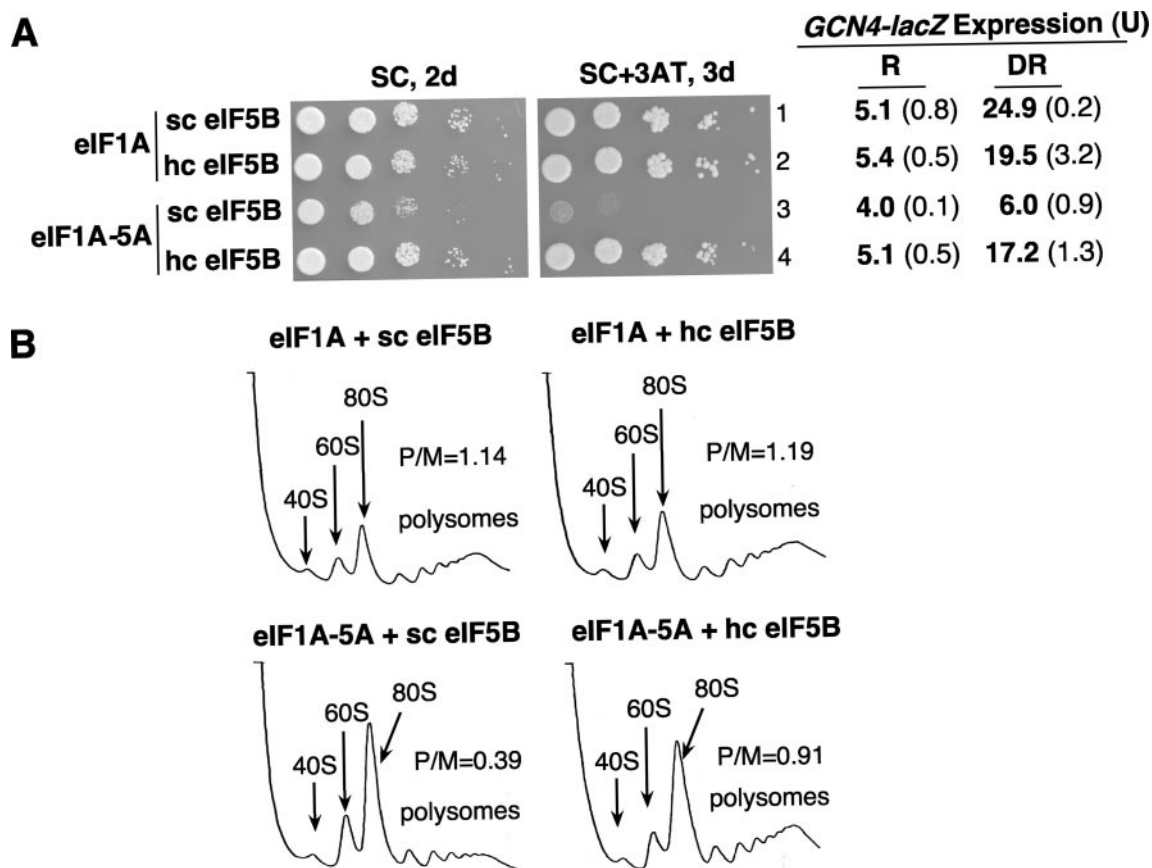 A
GCN4-lacZ Expression (U)
SC, 2d SC+3AT, 3d R DR
eIF1A sc eIF5B 1 5.1 (0.8) 24.9 (0.2)
hc eIF5B 2 5.4 (0.5) 19.5 (3.2)
eIF1A-5A sc eIF5B 3 4.0 (0.1) 6.0 (0.9)
hc eIF5B 4 5.1 (0.5) 17.2 (1.3)
B
eIF1A + sc eIF5B
80S
60S
P/M=1.14
40S
polysomes
eIF1A + hc eIF5B
80S
60S
P/M=1.19
40S
polysomes
eIF1A-5A + sc eIF5B
80S
60S
40S
P/M=0.39
polysomes
eIF1A-5A + hc eIF5B
80S
60S
40S
P/M=0.91
polysomes